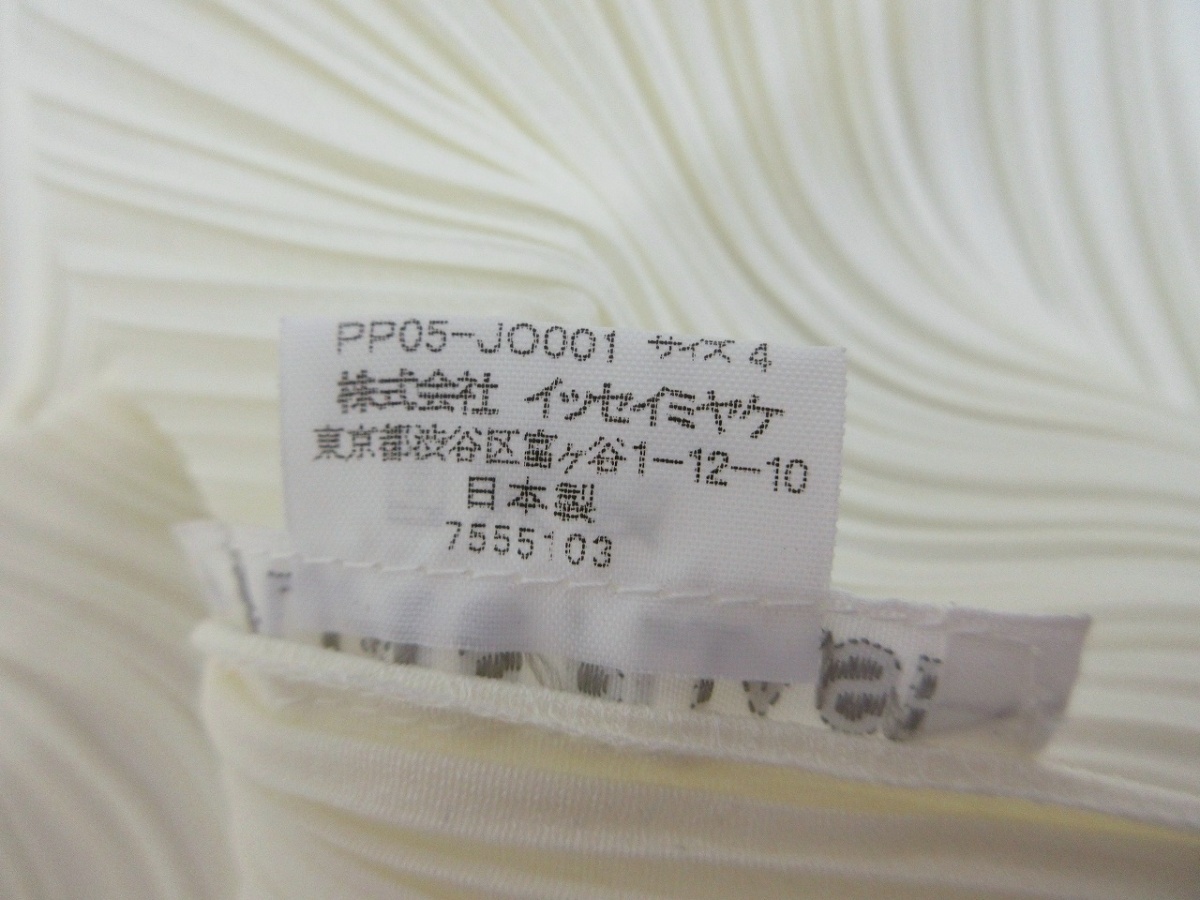 PP05-JO001 サイズ 4
株式会社 イッセイミヤケ
東京都渋谷区富ヶ谷1-12-10
日本製
7555103